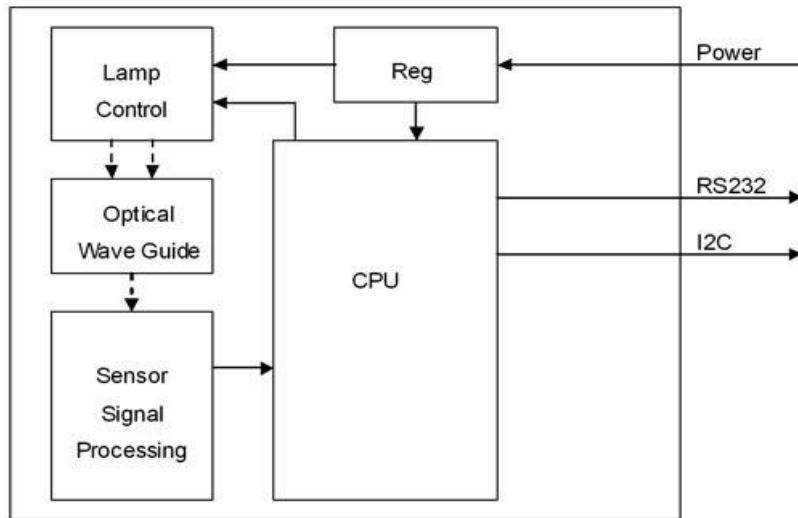 Lamp
Control
Reg
Power
Optical
Wave Guide
RS232
I2C
CPU
Sensor
Signal
Processing